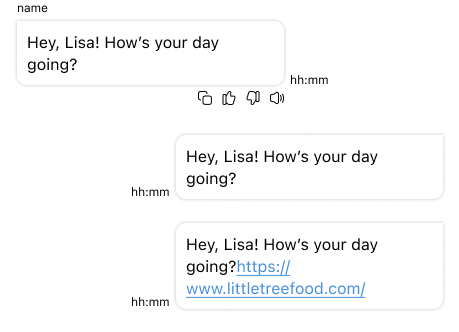 name
Hey, Lisa! How’s your day
going?
hh:mm
Hey, Lisa! How’s your day
going?
hh:mm
Hey, Lisa! How’s your day
going?https://
www.littletreefood.com/
hh:mm